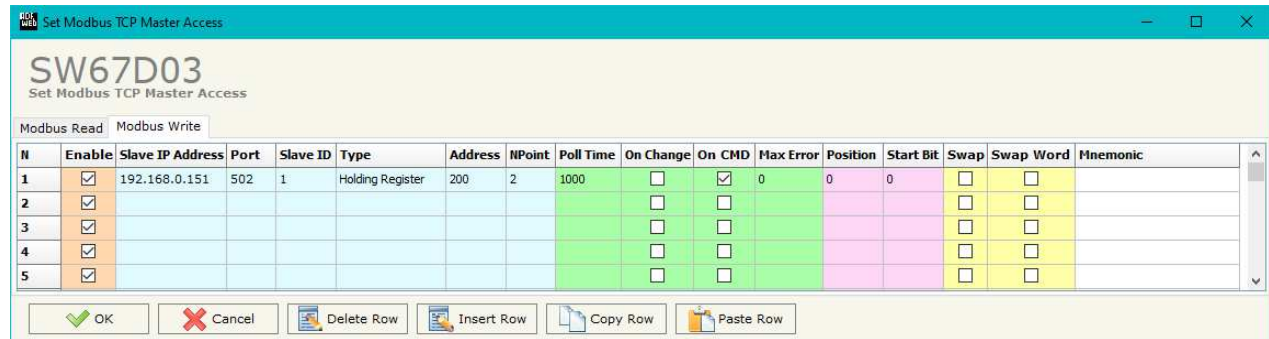 Set Modbus TCP Master Access
SW67D03
Set Modbus TCP Master Access
Modbus Read Modbus Write
N Enable Slave IP Address Port Slave ID Type Address NPoint Poll Time On Change On CMD Max Error Position Start Bit Swap Swap Word Mnemonic
1 192.168.0.151 502 1 Holding Register 200 2 1000 0 0 0
2
3
4
5
OK Cancel Delete Row Insert Row Copy Row Paste Row